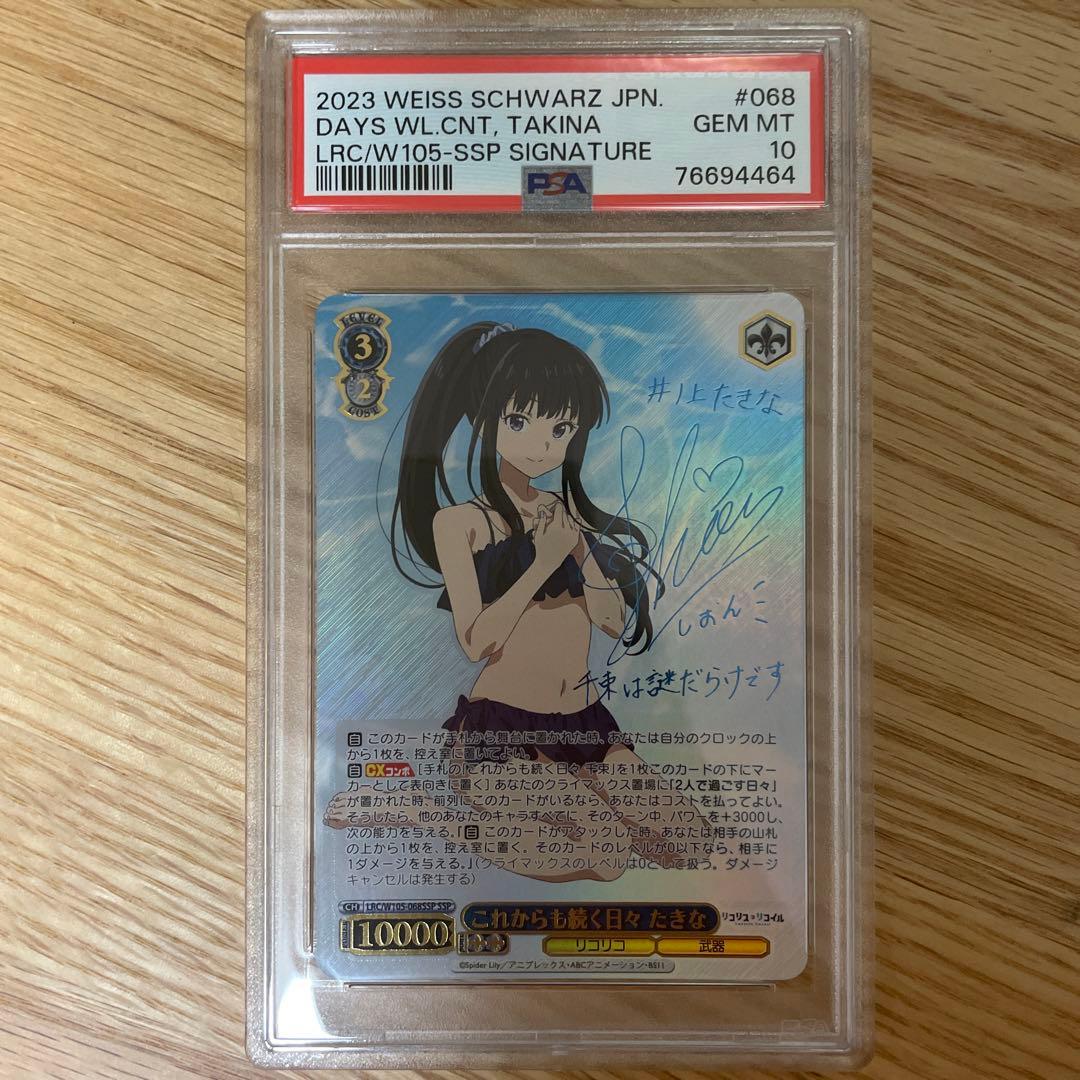 2023 WEISS SCHWARZ JPN. #068
DAYS WL.CNT, TAKINA GEM MT
LRC/W105-SSP SIGNATURE 10
PSA 76694464
LEVEL
3
2
COST
井ノ上たきな
しおんこ
千束は謎だらけです
自 このカードが手札から舞台に置かれた時、あなたは自分のクロックの上
から1枚を、控え室に置いてよい。
自 CXコンボ [手札の「これからも続く日々 千束」を1枚このカードの下にマー
カーとして表向きに置く] あなたのクライマックス置場に「2人で過ごす日々」
が置かれた時、前列にこのカードがいるなら、あなたはコストを払ってよい。
そうしたら、他のあなたのキャラすべてに、そのターン中、パワーを+3000し、
次の能力を与える。『自 このカードがアタックした時、あなたは相手の山札
の上から1枚を、控え室に置く。そのカードのレベルが0以下なら、相手に
1ダメージを与える。』(クライマックスのレベルは0として扱う。ダメージ
キャンセルは発生する)
CH LRC/W105-068SSP SSP
これからも続く日々 たきな
リコリス・リコイル
10000
リコリコ 武器
©Spider Lily／アニプレックス・ABCアニメーション・BS11